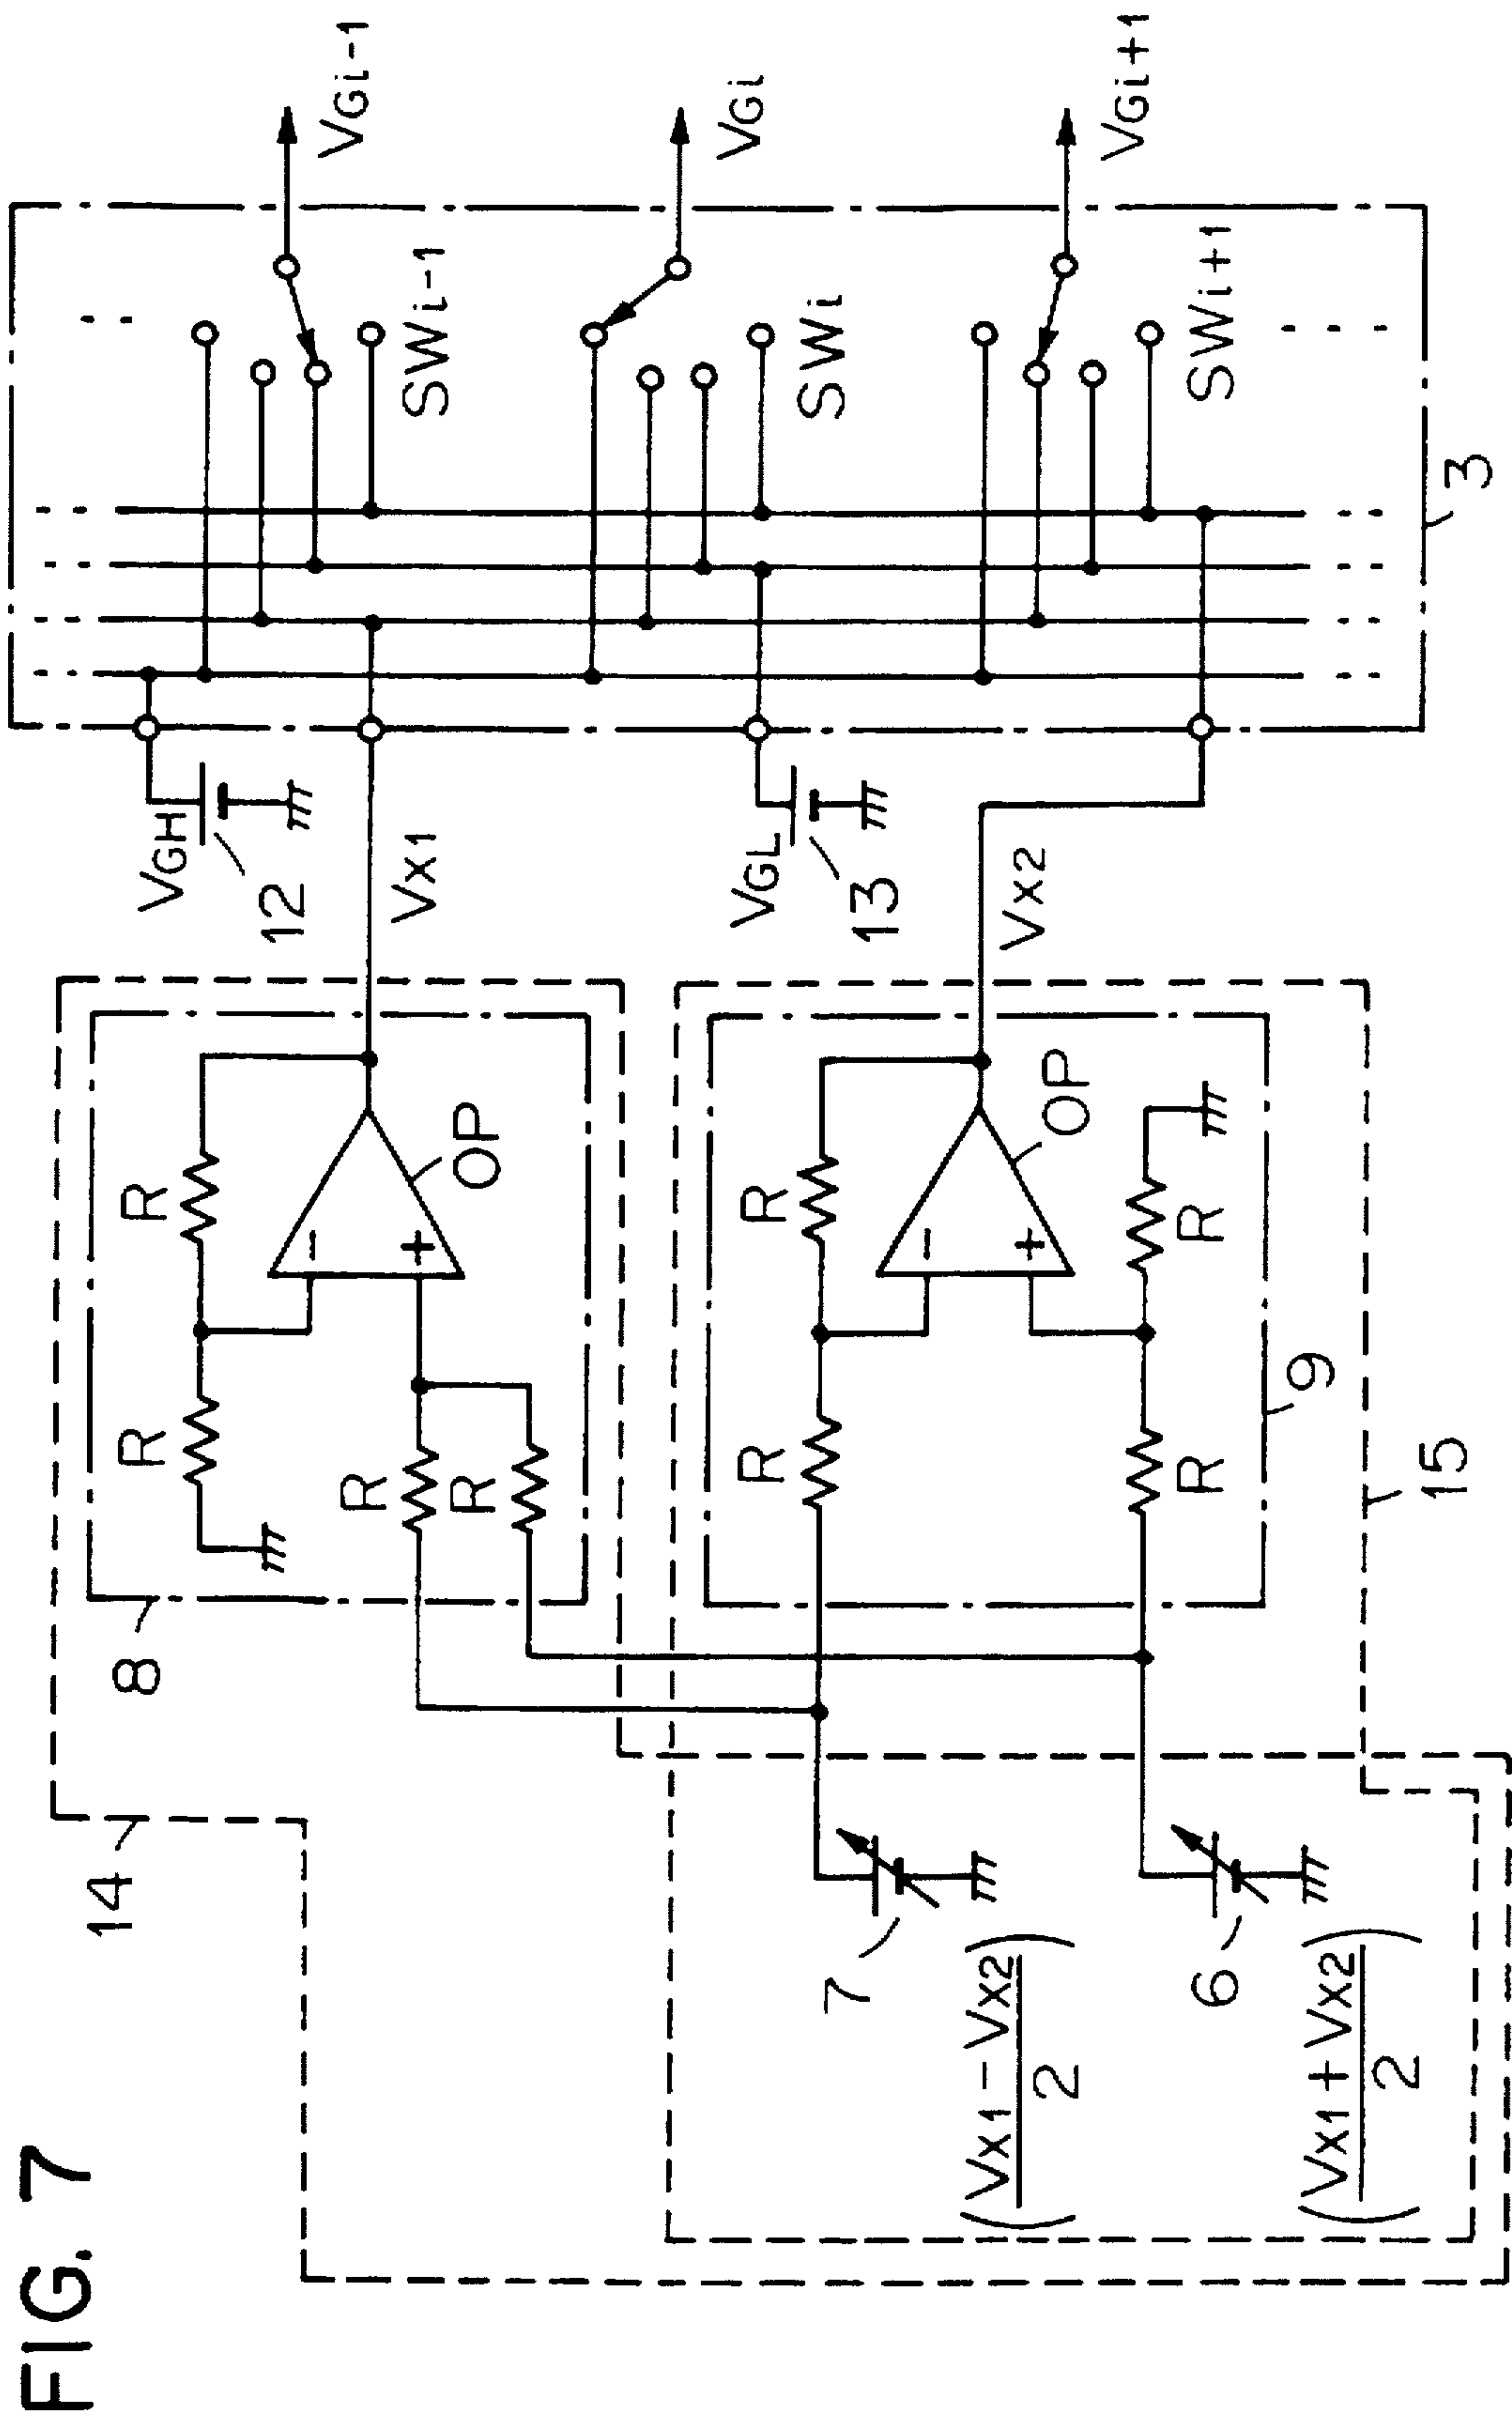 FIG. 7
14
8
R
R
R
R
OP
VX1
VGH
12
VGi-1
SWi-1
7
(VX1-VX2/2)
6
(VX1+VX2/2)
R
R
R
R
OP
9
15
VX2
VGL
13
VGi
SWi
VGi+1
SWi+1
3
- +
- +